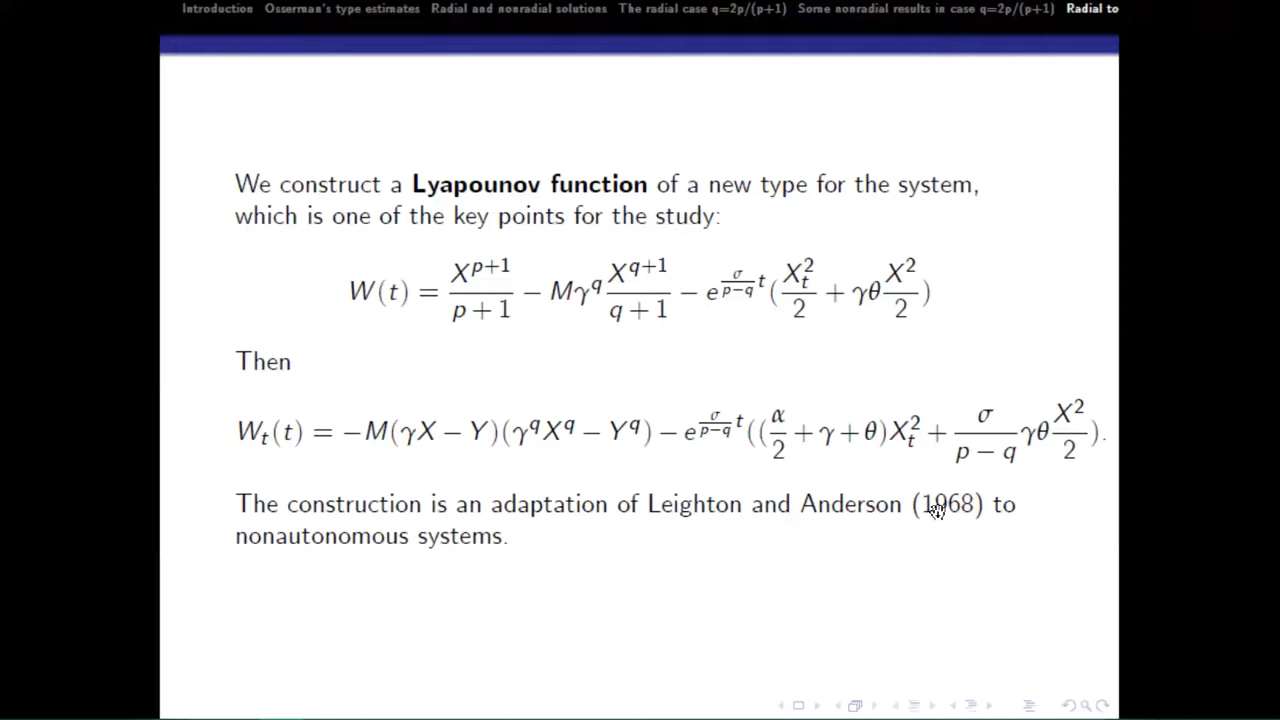 Introduction Osserman's type estimates Radial and nonradial solutions The radial case q=2p/(p+1) Some nonradial results in case q=2p/(p+1) Radial to
We construct a Lyapounov function of a new type for the system,
which is one of the key points for the study:
W(t) = X^{p+1}/(p+1) − Mγ^q X^{q+1}/(q+1) − e^{\frac{σ}{p−q}t}(X_t^2/2 + γθ X^2/2)
Then
W_t(t) = −M(γX − Y)(γ^q X^q − Y^q) − e^{\frac{σ}{p−q}t}((α/2 + γ + θ)X_t^2 + \frac{σ}{p−q}γθ X^2/2).
The construction is an adaptation of Leighton and Anderson (1968) to
nonautonomous systems.